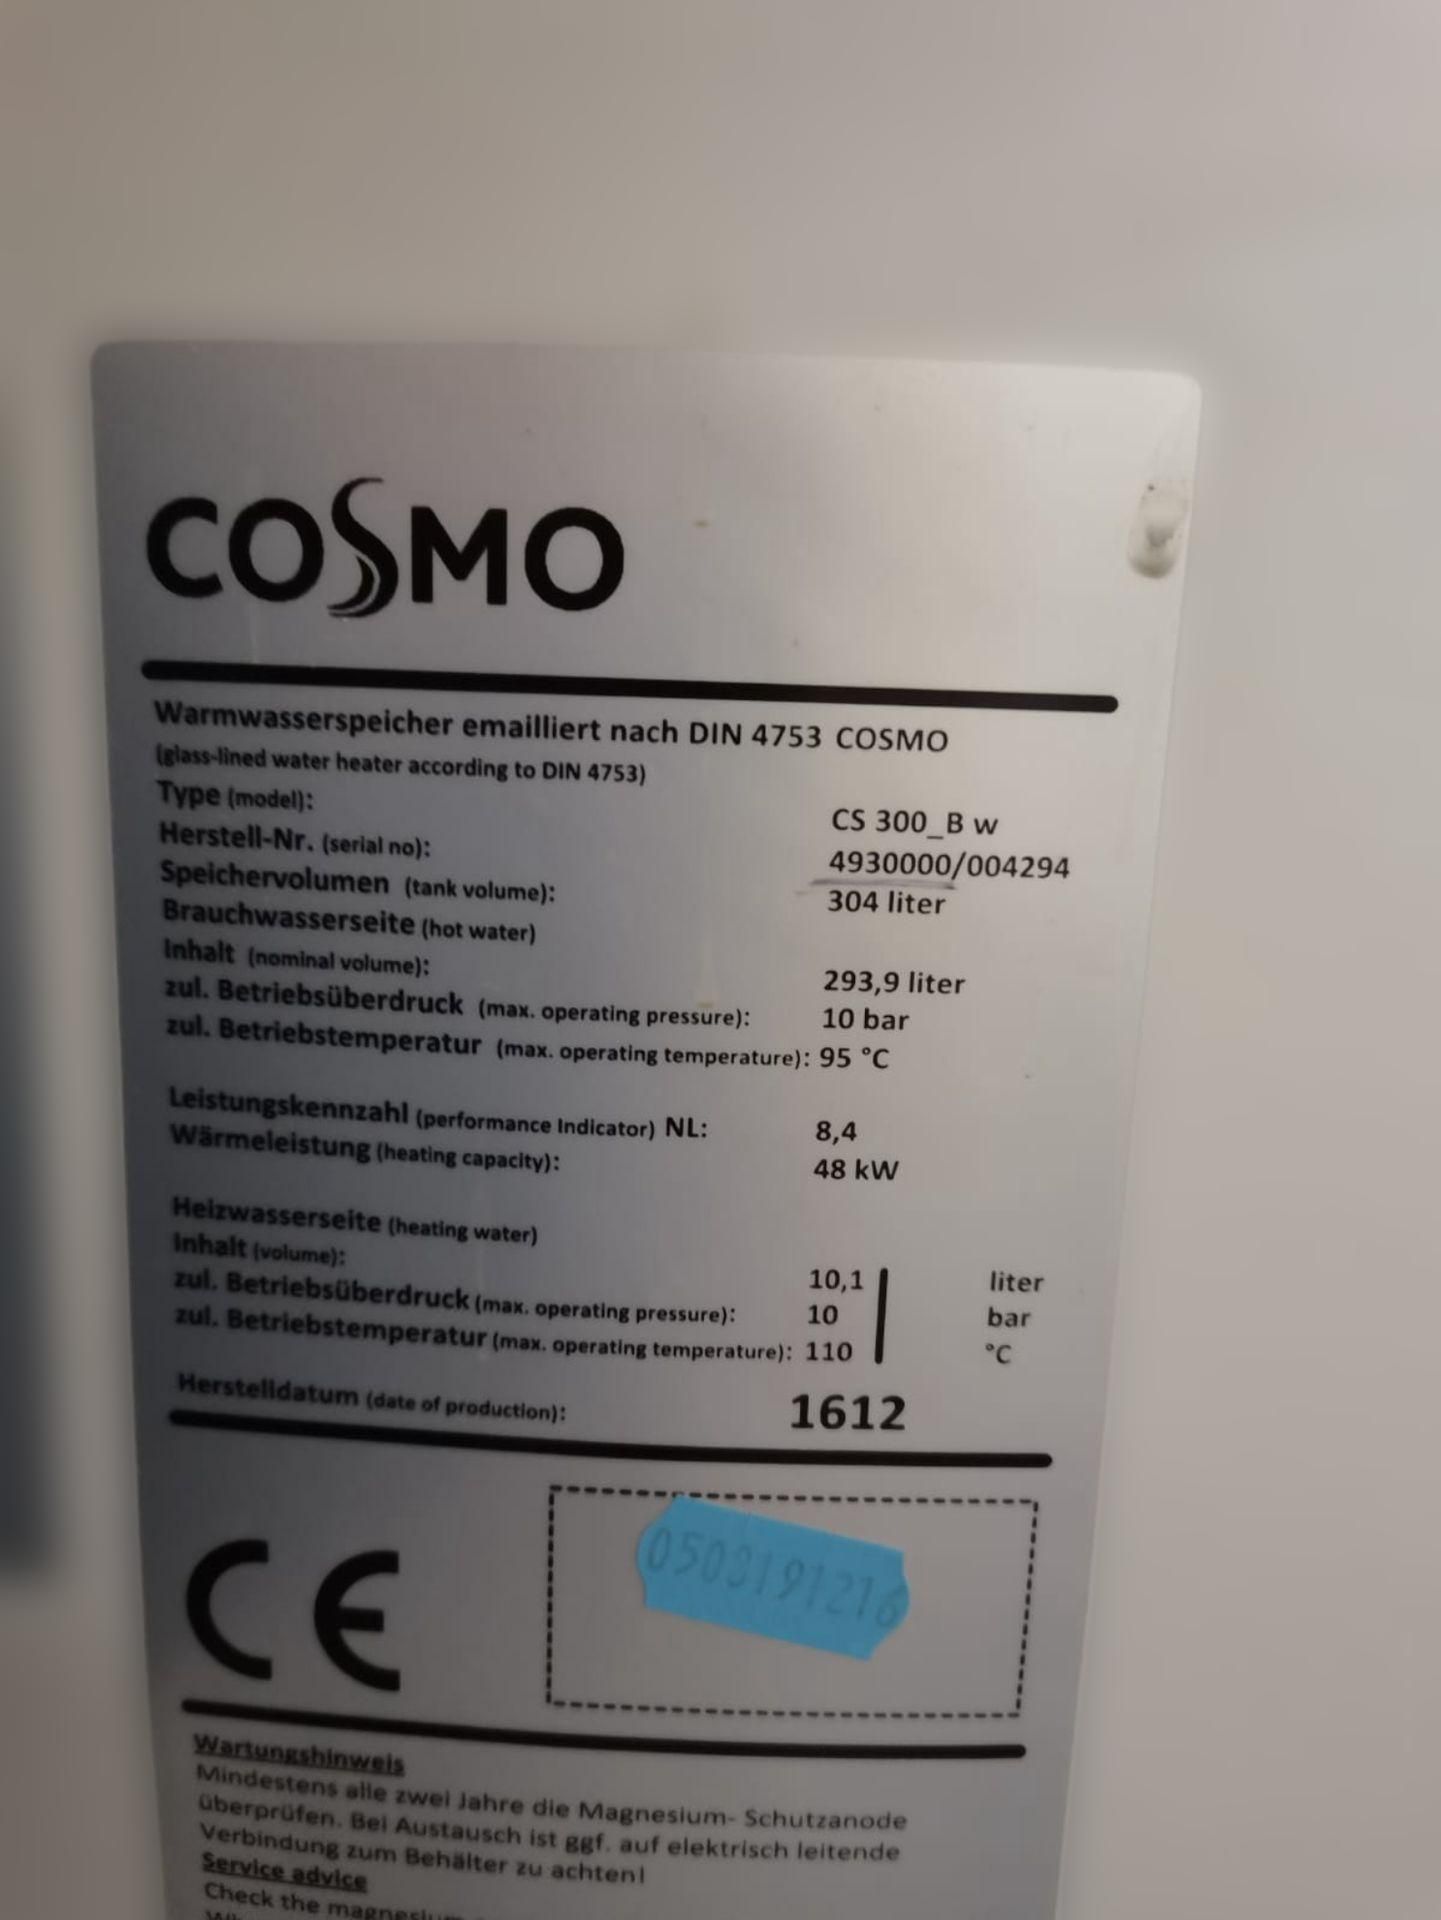 COSMO
Warmwasserspeicher emailliert nach DIN 4753 COSMO
(glass-lined water heater according to DIN 4753)
Type (model): CS 300_B w
Herstell-Nr. (serial no): 4930000/004294
Speichervolumen (tank volume): 304 liter
Brauchwasserseite (hot water)
Inhalt (nominal volume): 293,9 liter
zul. Betriebsüberdruck (max. operating pressure): 10 bar
zul. Betriebstemperatur (max. operating temperature): 95 °C
Leistungskennzahl (performance Indicator) NL: 8,4
Wärmeleistung (heating capacity): 48 kW
Heizwasserseite (heating water)
Inhalt (volume): 10,1 liter
zul. Betriebsüberdruck (max. operating pressure): 10 bar
zul. Betriebstemperatur (max. operating temperature): 110 °C
Herstelldatum (date of production): 1612
CE
0503191216
Wartungshinweis
Mindestens alle zwei Jahre die Magnesium- Schutzanode
überprüfen. Bei Austausch ist ggf. auf elektrisch leitende
Verbindung zum Behälter zu achten!
Service advice
Check the